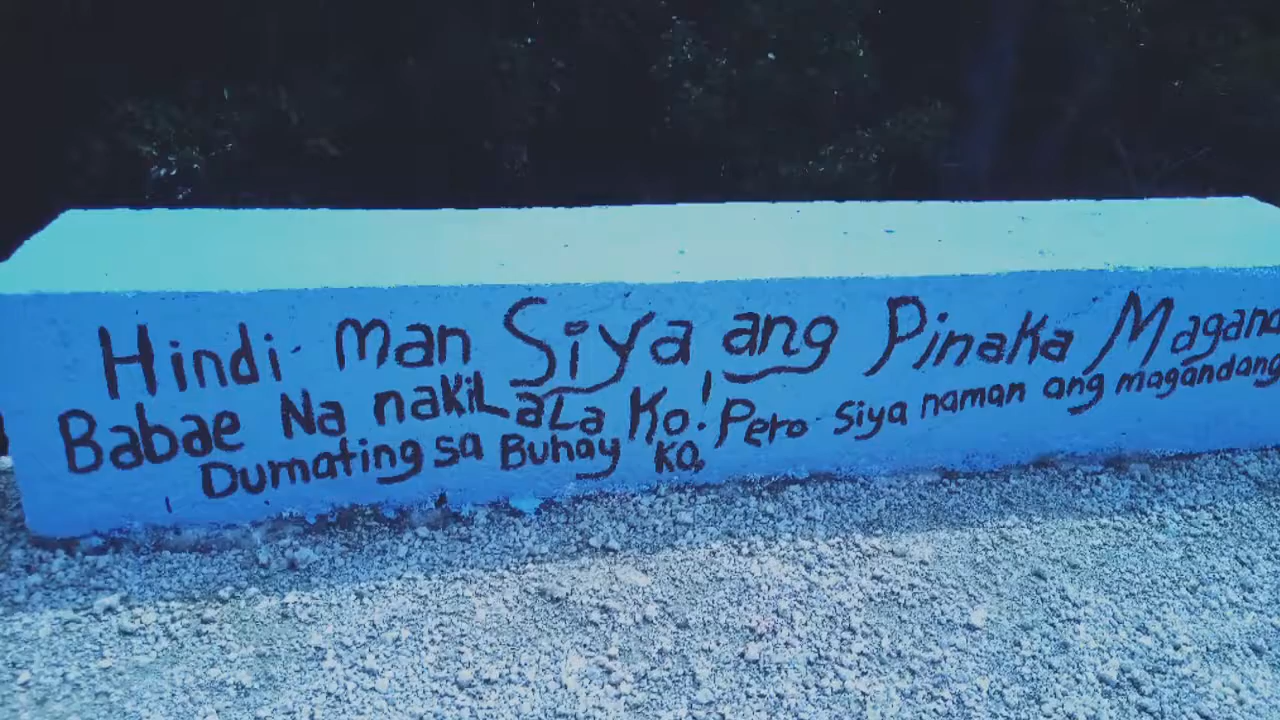 Hindi man Siya ang Pinaka Magand
Babae Na nakiLaLa Ko! Pero Siya naman ang magandang
Dumating sa Buhay Ko,